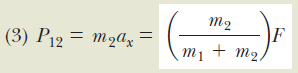 (3) P₁₂ = m₂aₓ = (m₂ / (m₁ + m₂)) F